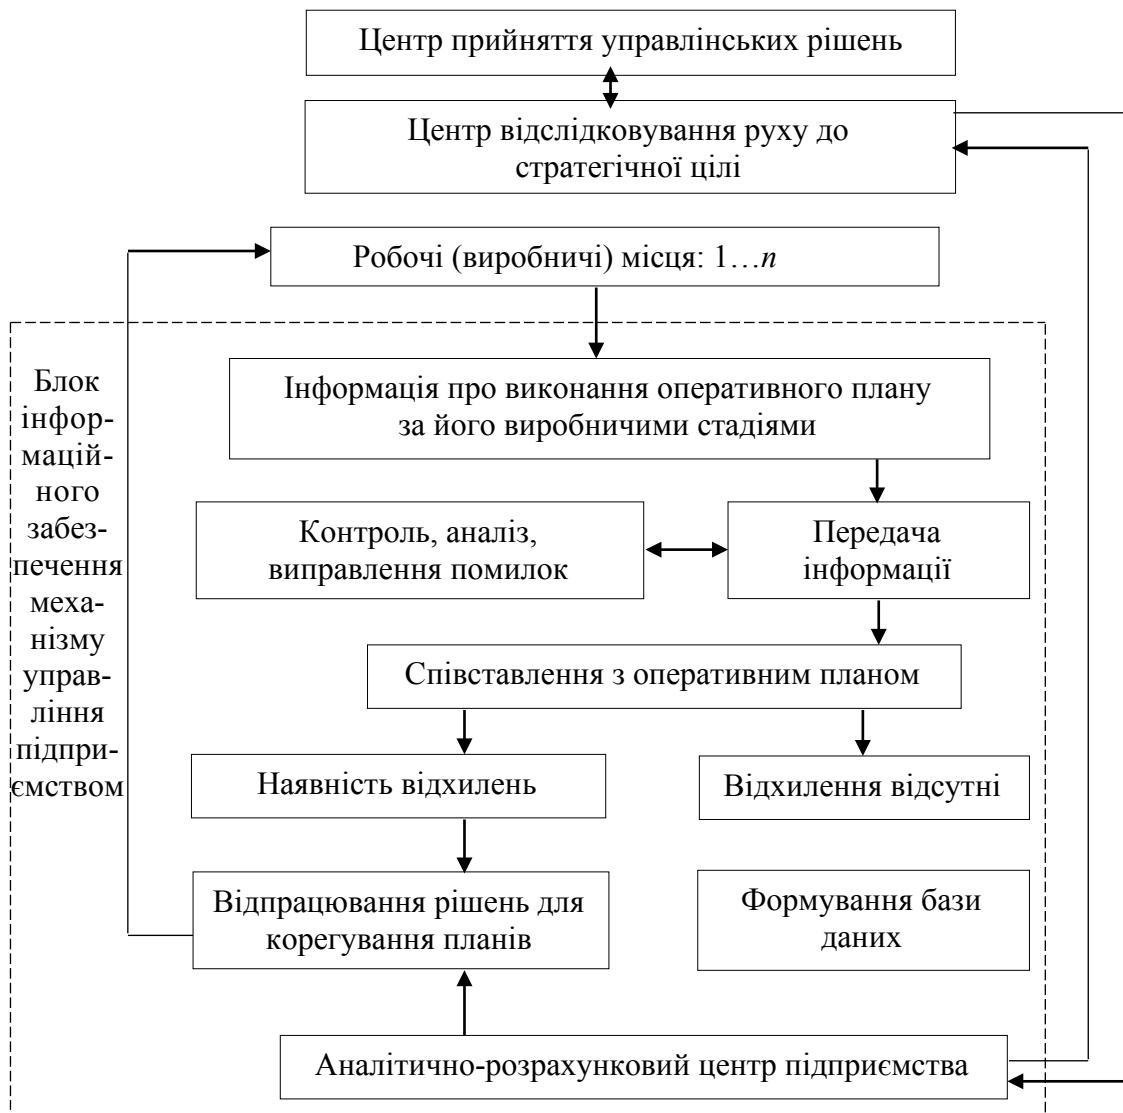 Центр прийняття управлінських рішень
Центр відслідковування руху до
стратегічної цілі
Робочі (виробничі) місця: 1…n
Блок
інфор-
мацій-
ного
забез-
печення
меха-
нізму
управ-
ління
підпри-
ємством
Інформація про виконання оперативного плану
за його виробничими стадіями
Контроль, аналіз,
виправлення помилок
Передача
інформації
Співставлення з оперативним планом
Наявність відхилень
Відхилення відсутні
Відпрацювання рішень для
корегування планів
Формування бази
даних
Аналітично-розрахунковий центр підприємства